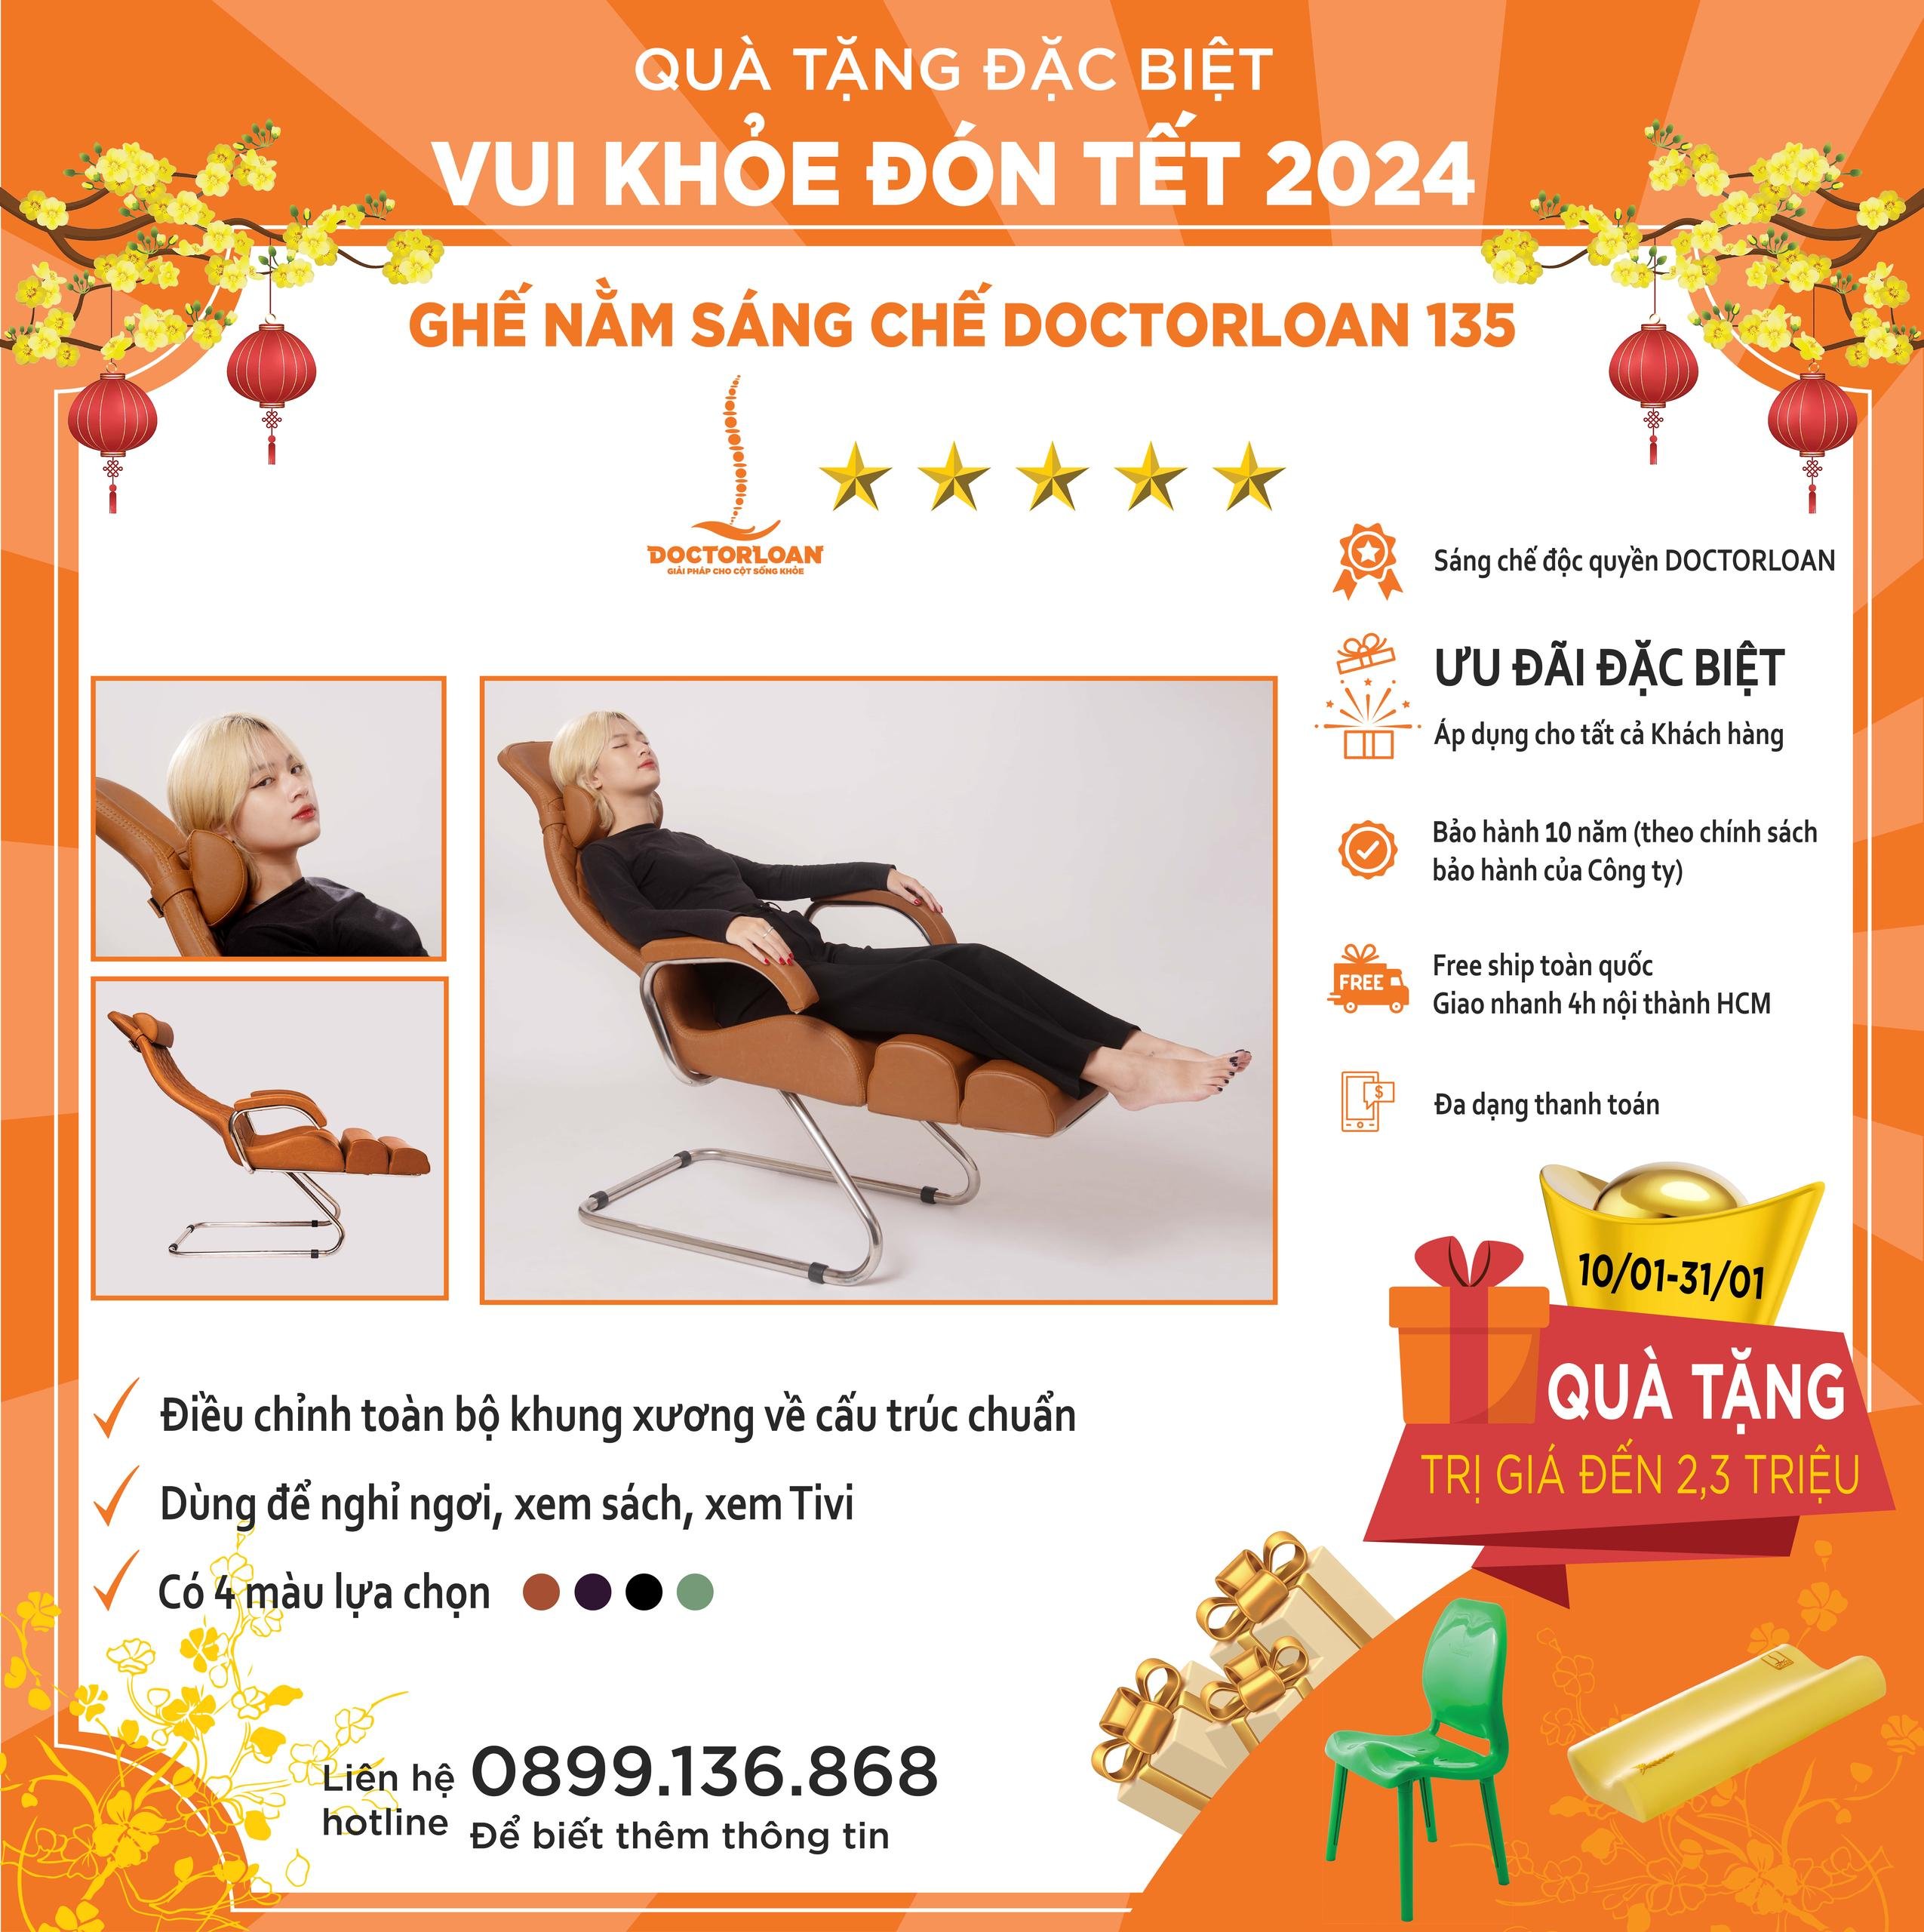 QUÀ TẶNG ĐẶC BIỆT
VUI KHỎE ĐÓN TẾT 2024
GHẾ NẰM SÁNG CHẾ DOCTORLOAN 135
DOCTORLOAN
GIẢI PHÁP CHO CỘT SỐNG KHỎE
Sáng chế độc quyền DOCTORLOAN
ƯU ĐÃI ĐẶC BIỆT
Áp dụng cho tất cả Khách hàng
Bảo hành 10 năm (theo chính sách
bảo hành của Công ty)
FREE
Free ship toàn quốc
Giao nhanh 4h nội thành HCM
$
Đa dạng thanh toán
10/01-31/01
QUÀ TẶNG
TRỊ GIÁ ĐẾN 2,3 TRIỆU
Điều chỉnh toàn bộ khung xương về cấu trúc chuẩn
Dùng để nghỉ ngơi, xem sách, xem Tivi
Có 4 màu lựa chọn
Liên hệ
hotline
0899.136.868
Để biết thêm thông tin